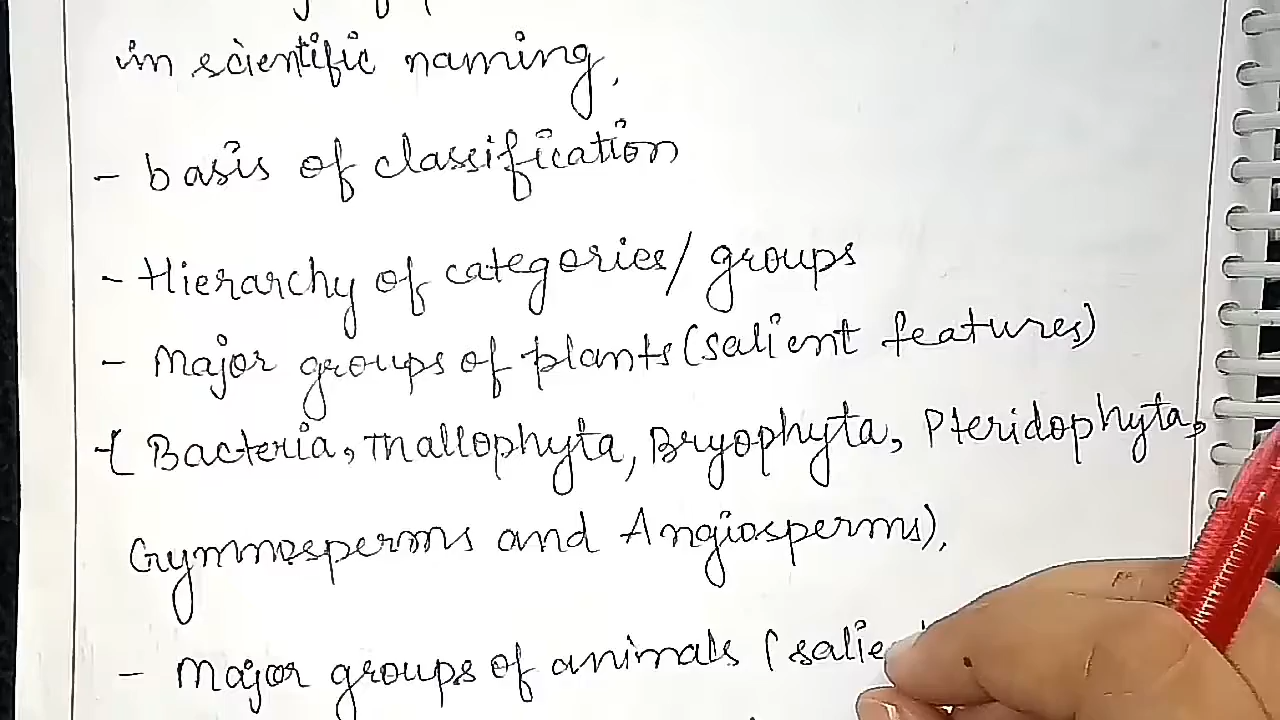 in scientific naming.
- basis of classification
- Hierarchy of categories/groups
- Major groups of plants (salient features)
{ Bacteria, Thallophyta, Bryophyta, Pteridophyta,
Gymnosperms and Angiosperms).
- Major groups of animals (